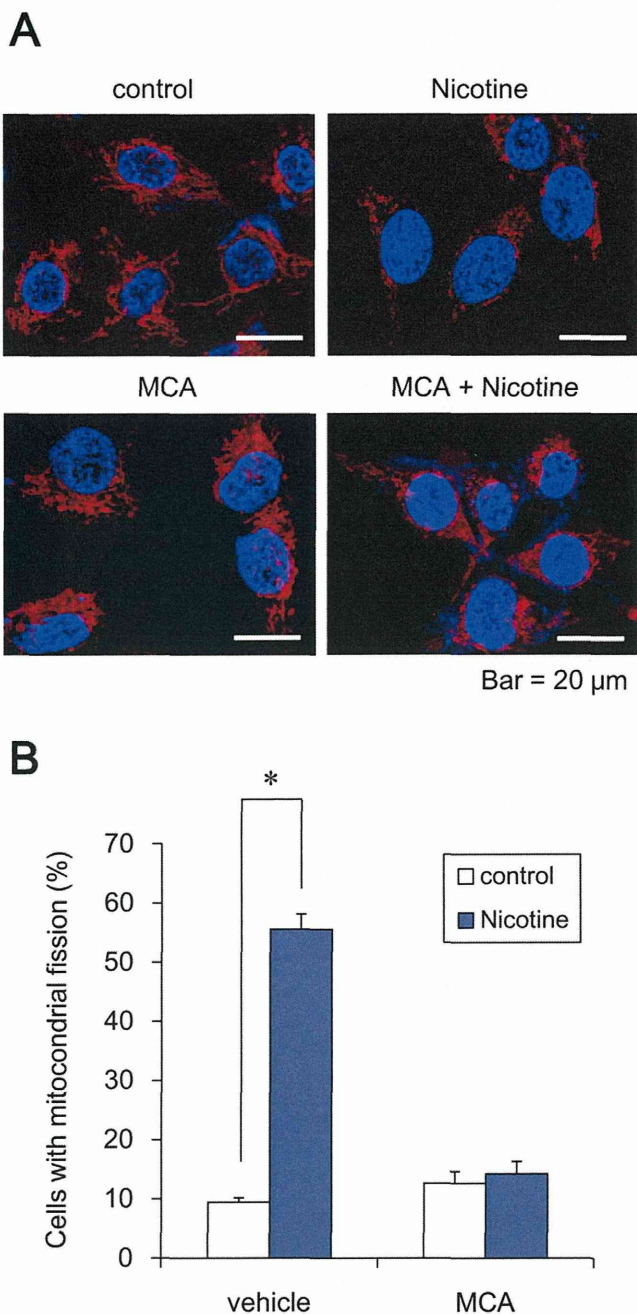 A
control
Nicotine
MCA
MCA + Nicotine
Bar = 20 µm
B
*
Cells with mitocondrial fission (%)
70
60
50
40
30
20
10
0
control
Nicotine
vehicle
MCA